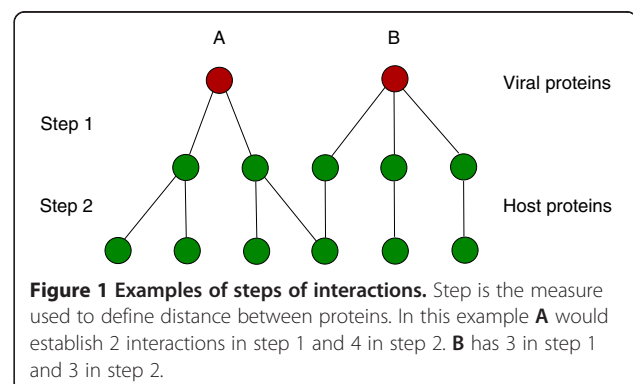 A B
Viral proteins
Step 1
Step 2 Host proteins
Figure 1 Examples of steps of interactions. Step is the measure
used to define distance between proteins. In this example A would
establish 2 interactions in step 1 and 4 in step 2. B has 3 in step 1
and 3 in step 2.